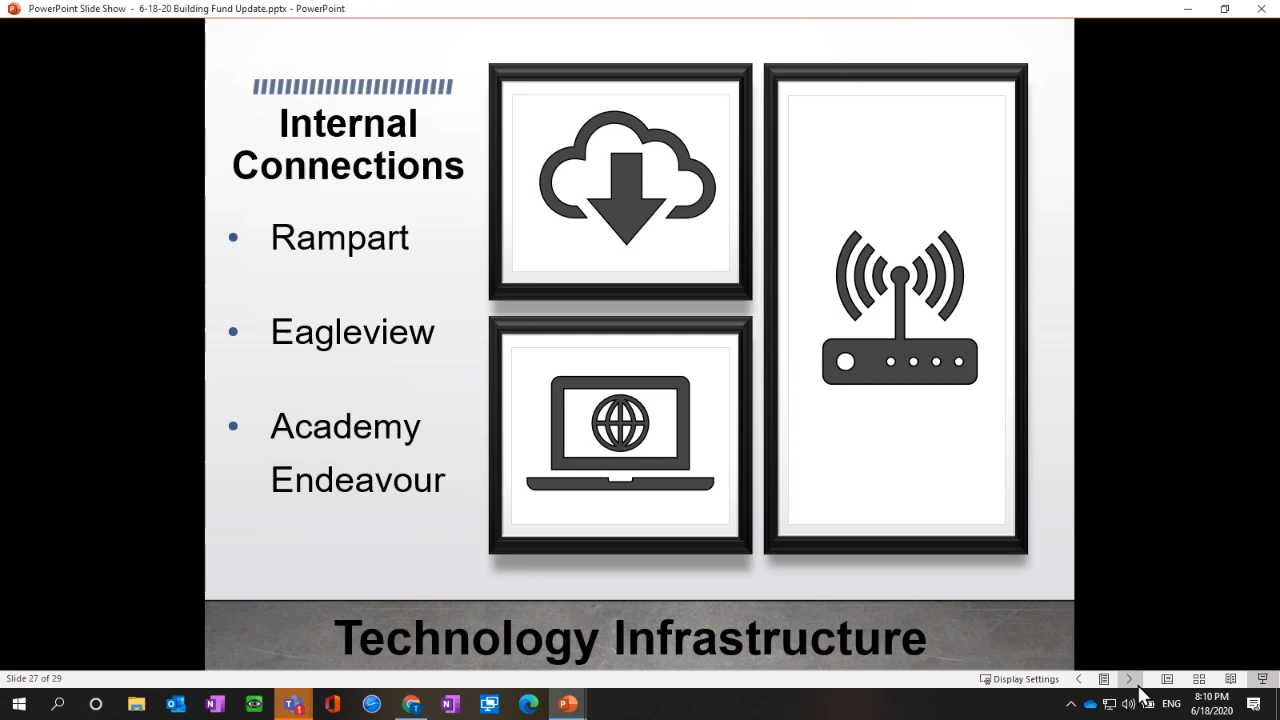 PowerPoint Slide Show - 6-18-20 Building Fund Update.pptx - PowerPoint
Internal
Connections
• Rampart
• Eagleview
• Academy
Endeavour
Technology Infrastructure
Slide 27 of 29
Display Settings
ENG
8:10 PM
6/18/2020